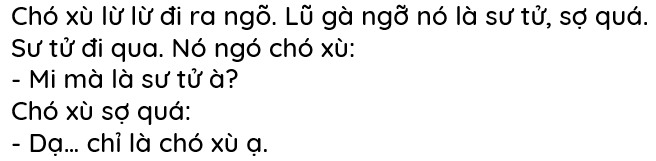 Chó xù lừ lừ đi ra ngõ. Lũ gà ngỡ nó là sư tử, sợ quá.
Sư tử đi qua. Nó ngó chó xù:
- Mi mà là sư tử à?
Chó xù sợ quá:
- Dạ... chỉ là chó xù ạ.